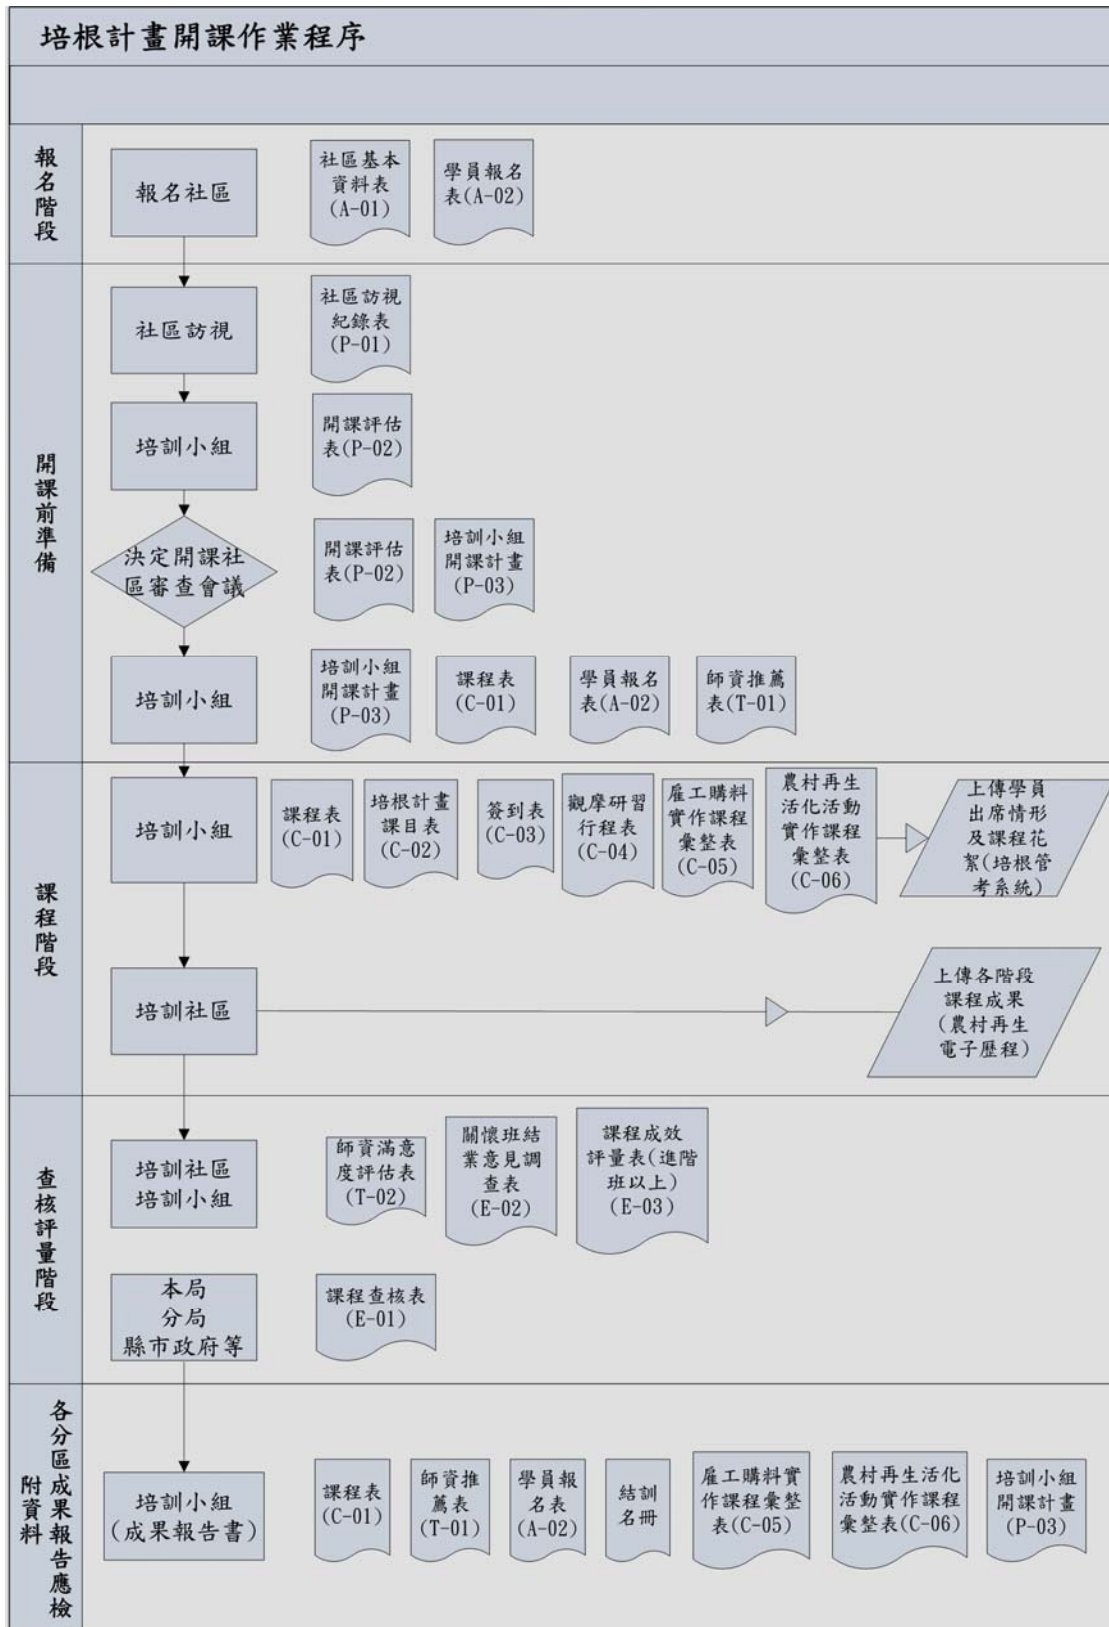 培根計畫開課作業程序
報名階段
報名社區
社區基本
資料表
(A-01)
學員報名
表(A-02)
開課前準備
社區訪視
社區訪視
紀錄表
(P-01)
培訓小組
開課評估
表(P-02)
決定開課社
區審查會議
開課評估
表(P-02)
培訓小組
開課計畫
(P-03)
培訓小組
培訓小組
開課計畫
(P-03)
課程表
(C-01)
學員報名
表(A-02)
師資推薦
表(T-01)
課程階段
培訓小組
課程表
(C-01)
培根計畫
課目表
(C-02)
簽到表
(C-03)
觀摩研習
行程表
(C-04)
雇工購料
實作課程
彙整表
(C-05)
農村再生
活化活動
實作課程
彙整表
(C-06)
上傳學員
出席情形
及課程花
絮(培根管
考系統)
培訓社區
上傳各階段
課程成果
(農村再生
電子歷程)
查核評量階段
培訓社區
培訓小組
師資滿意
度評估表
(T-02)
關懷班結
業意見調
查表
(E-02)
課程成效
評量表(進階
班以上)
(E-03)
本局
分局
縣市政府等
課程查核表
(E-01)
各分區成果報告應檢
附資料
培訓小組
(成果報告書)
課程表
(C-01)
師資推
薦表
(T-01)
學員報
名表
(A-02)
結訓
名冊
雇工購料實
作課程彙整
表(C-05)
農村再生活化
活動實作課程
彙整表(C-06)
培訓小組
開課計畫
(P-03)